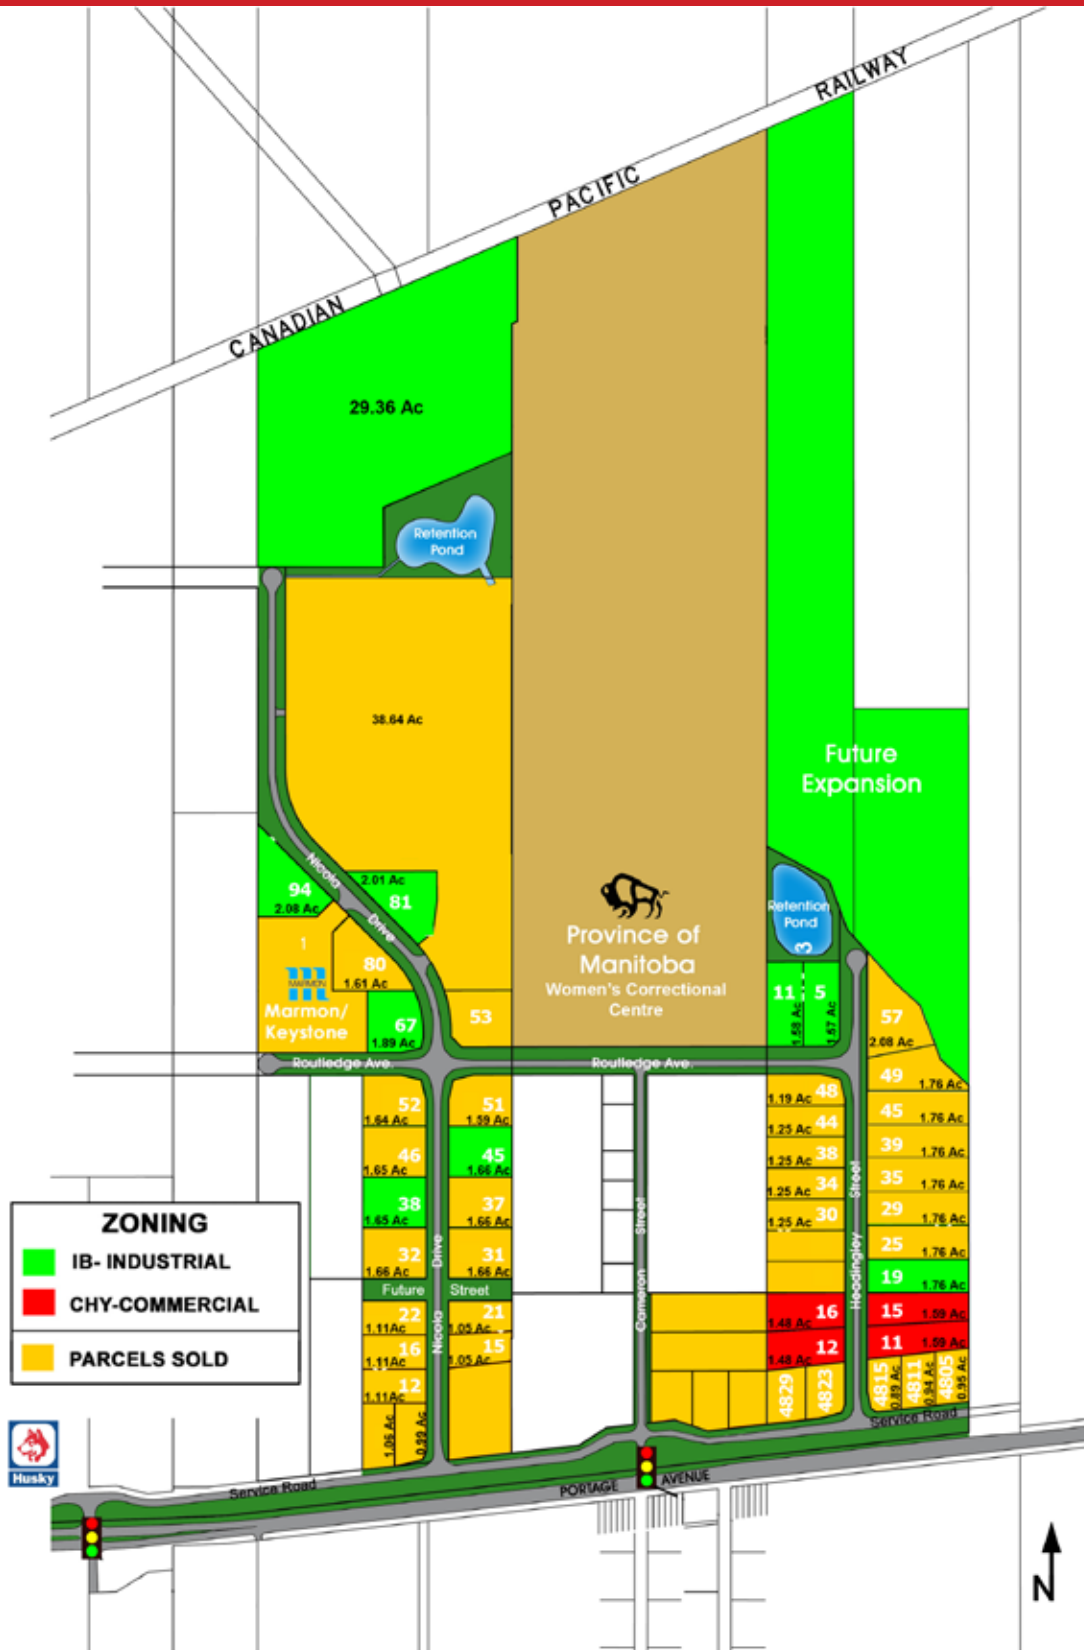 RAILWAY
PACIFIC
CANADIAN
29.36 Ac
Retention
Pond
38.64 Ac
Future
Expansion
Nicola
Drive
94
2.08 Ac
2.01 Ac
81
1
MARMON
Marmon/
Keystone
80
1.61 Ac
67
1.89 Ac
53
Province of
Manitoba
Women's Correctional
Centre
Retention
Pond
3
11
1.58 Ac
5
1.57 Ac
57
2.08 Ac
Routledge Ave.
Routledge Ave.
52
1.64 Ac
51
1.59 Ac
46
1.65 Ac
45
1.66 Ac
38
1.65 Ac
37
1.66 Ac
32
1.66 Ac
31
1.66 Ac
Future Street
22
1.11Ac
21
1.05 Ac
16
1.11Ac
15
1.05 Ac
12
1.11Ac
1.06 Ac
0.99 Ac
Nicola
Drive
Cameron
Street
Headingley
Street
48
1.19 Ac
44
1.25 Ac
38
1.25 Ac
34
1.25 Ac
30
1.25 Ac
16
1.48 Ac
12
1.48 Ac
4829
4823
49
1.76 Ac
45
1.76 Ac
39
1.76 Ac
35
1.76 Ac
29
1.76 Ac
25
1.76 Ac
19
1.76 Ac
15
1.59 Ac
11
1.59 Ac
4815
0.89 Ac
4811
0.94 Ac
4805
0.95 Ac
Service Road
Service Road
PORTAGE
AVENUE
ZONING
IB- INDUSTRIAL
CHY-COMMERCIAL
PARCELS SOLD
Husky
N